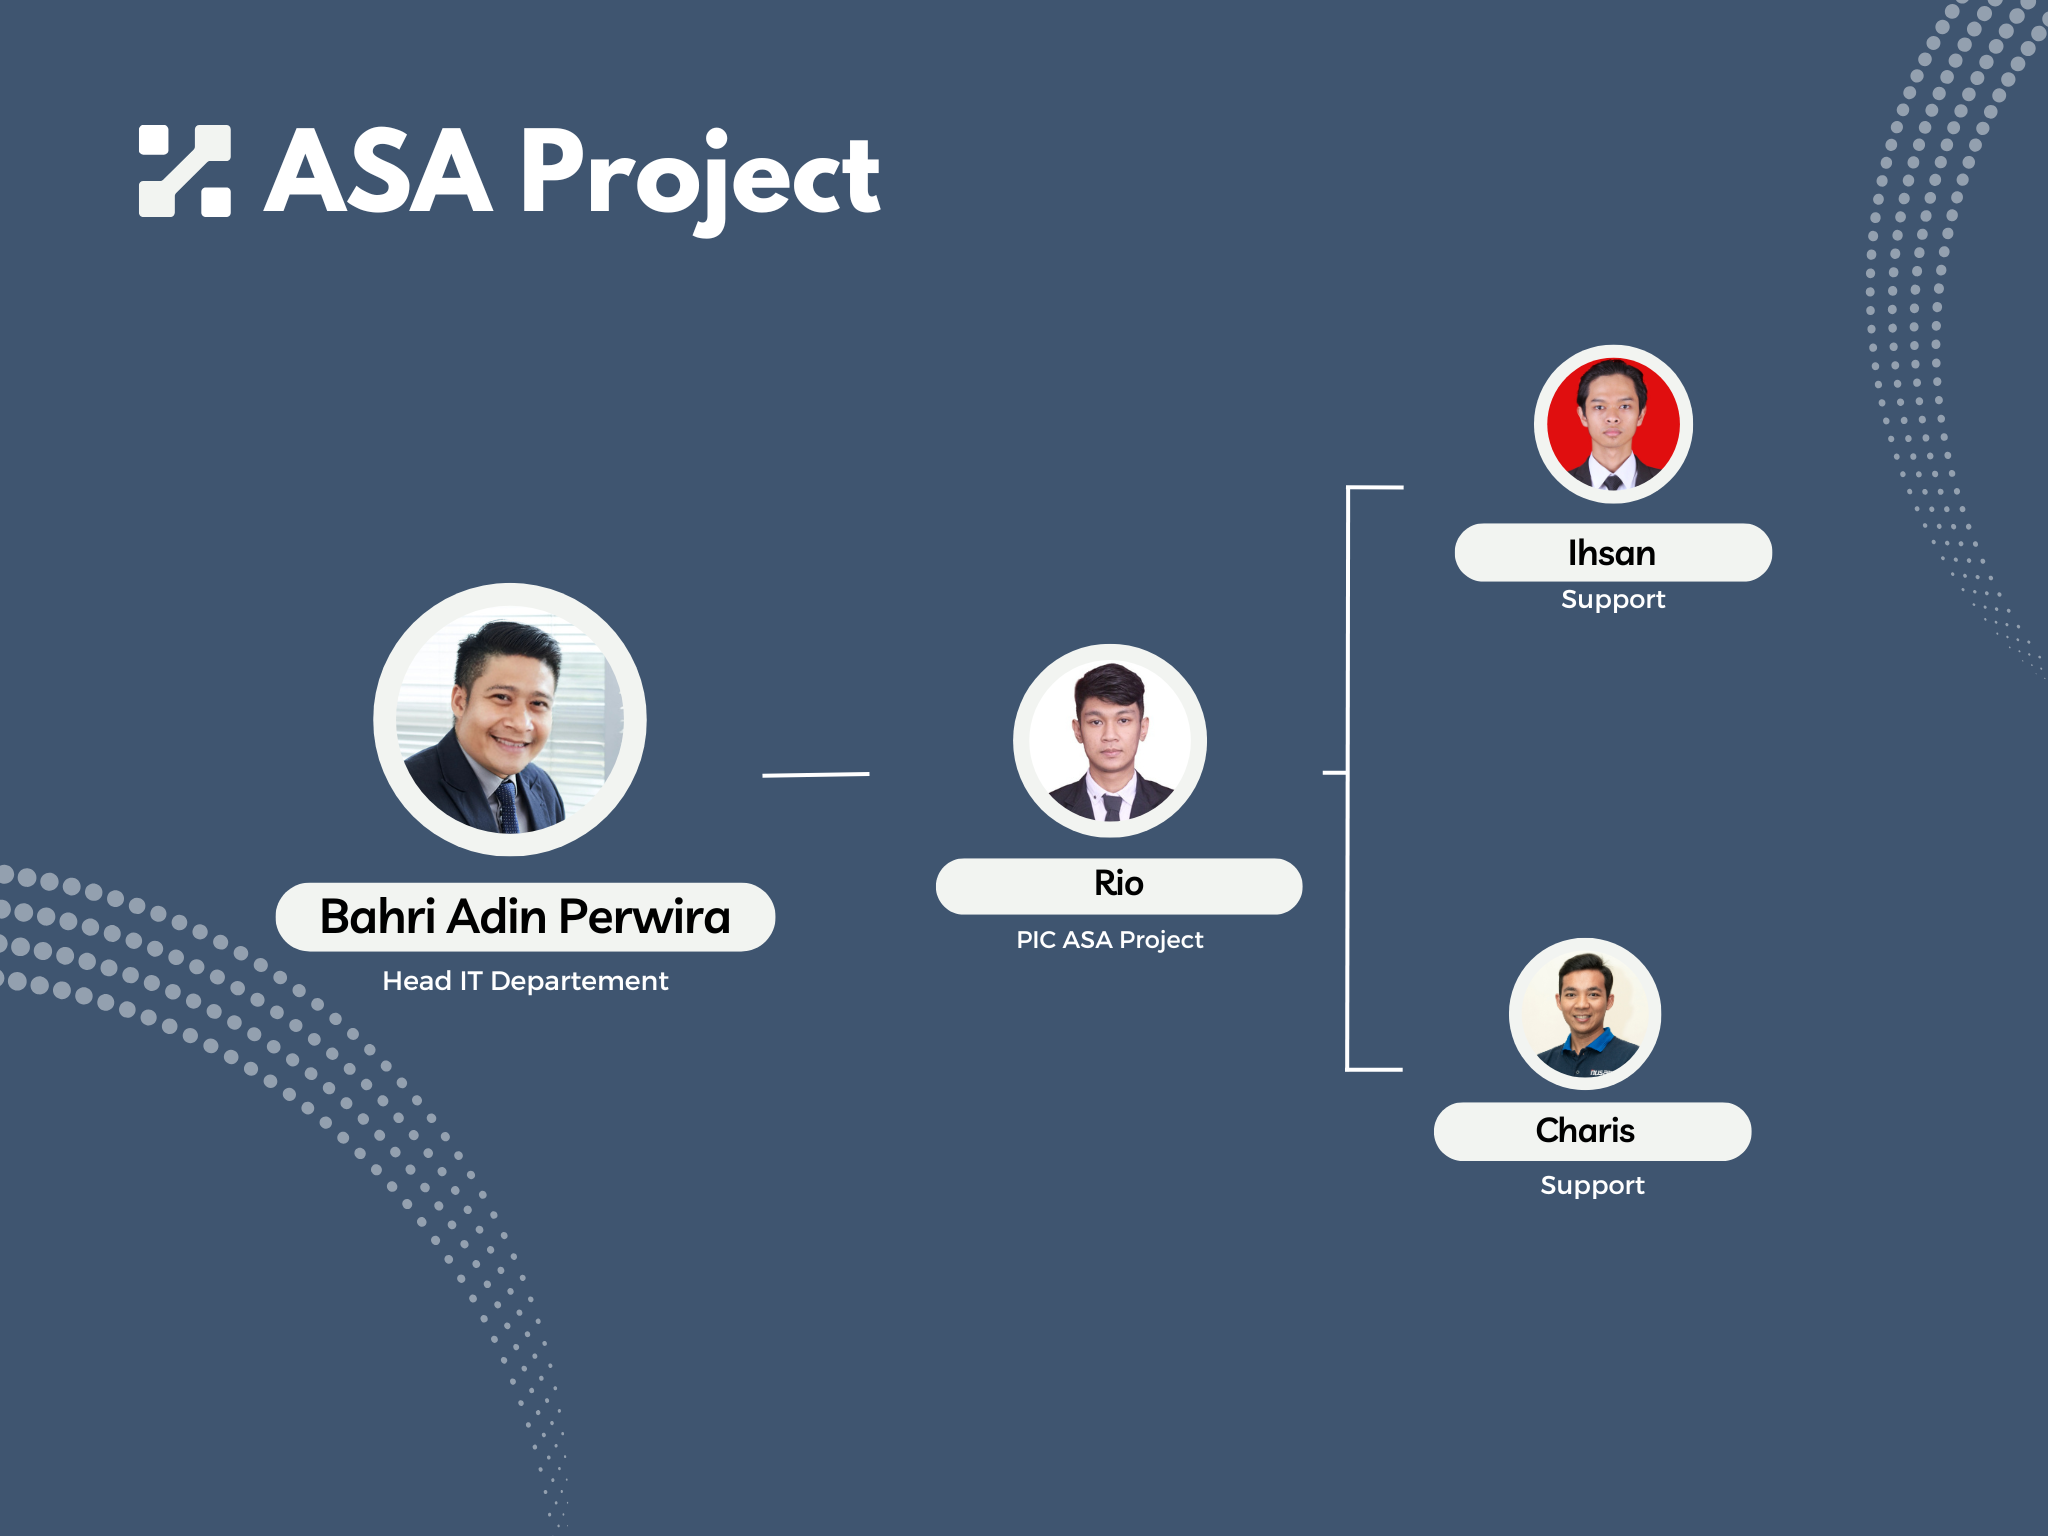 ASA Project
Bahri Adin Perwira
Head IT Departement
Rio
PIC ASA Project
Ihsan
Support
Charis
Support